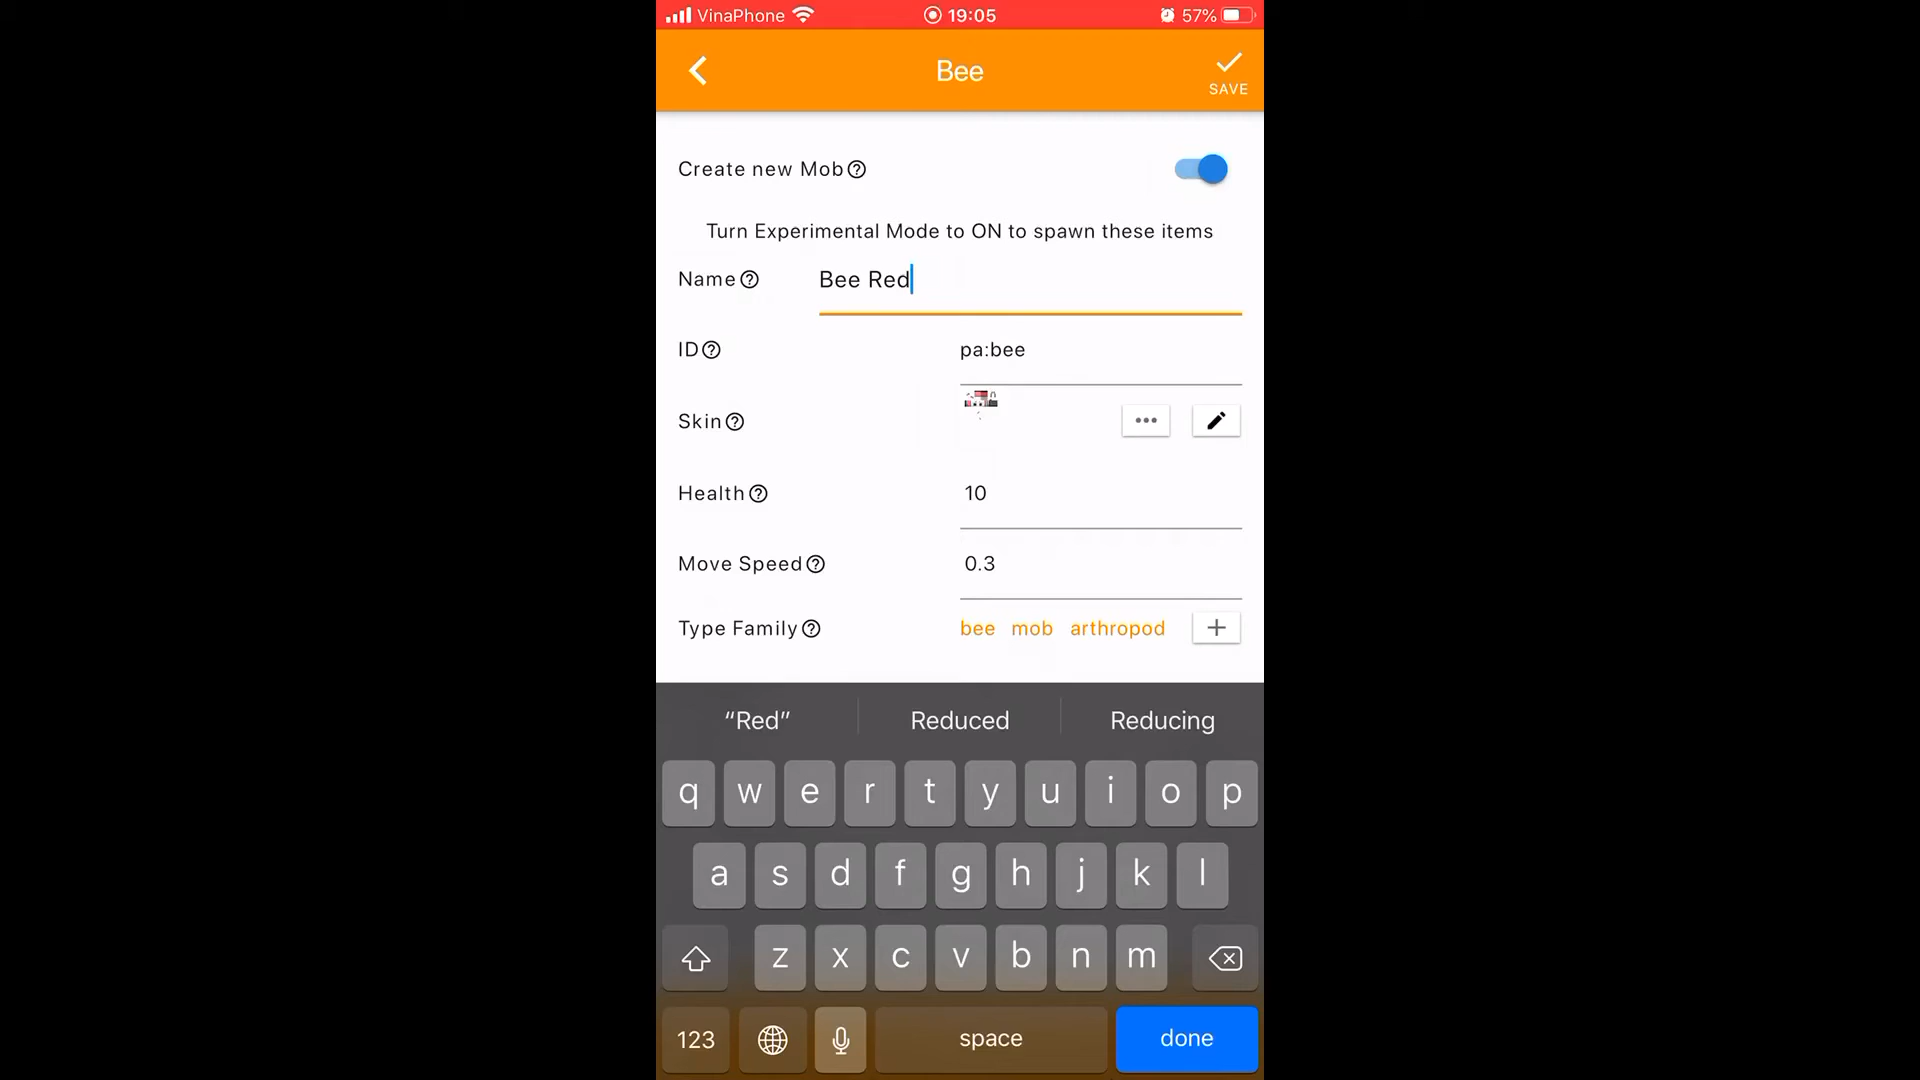 VinaPhone 19:05 57%
Bee
SAVE
Create new Mob
Turn Experimental Mode to ON to spawn these items
Name Bee Red
ID pa:bee
Skin
Health 10
Move Speed 0.3
Type Family bee mob arthropod
“Red” Reduced Reducing
q w e r t y u i o p
a s d f g h j k l
z x c v b n m
123 space done